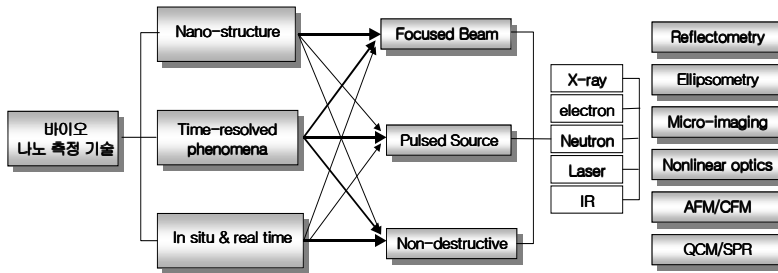 바이오
나노 측정 기술
Nano-structure
Time-resolved
phenomena
In situ & real time
Focused Beam
Pulsed Source
Non-destructive
X-ray
electron
Neutron
Laser
IR
Reflectometry
Ellipsometry
Micro-imaging
Nonlinear optics
AFM/CFM
QCM/SPR